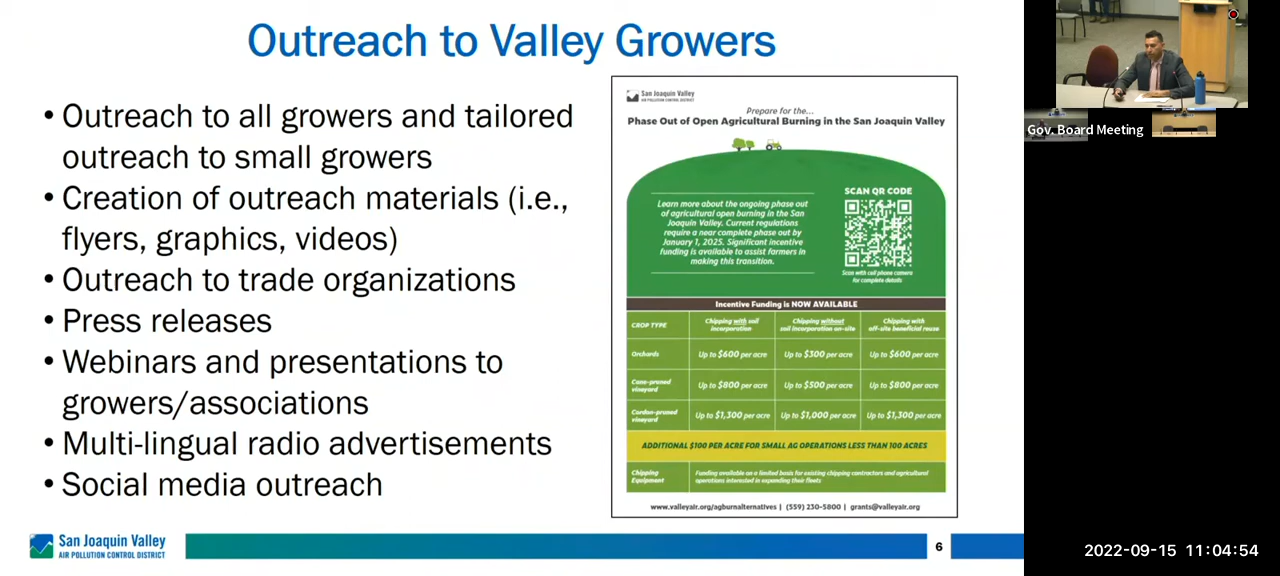 Outreach to Valley Growers
• Outreach to all growers and tailored
outreach to small growers
• Creation of outreach materials (i.e.,
flyers, graphics, videos)
• Outreach to trade organizations
• Press releases
• Webinars and presentations to
growers/associations
• Multi-lingual radio advertisements
• Social media outreach
San Joaquin Valley
AIR POLLUTION CONTROL DISTRICT
Prepare for the...
Phase Out of Open Agricultural Burning in the San Joaquin Valley
Learn more about the ongoing phase out
of agricultural open burning in the San
Joaquin Valley. Current regulations
require a near complete phase out by
January 1, 2025. Significant incentive
funding is available to assist farmers in
making this transition.
SCAN QR CODE
Scan with cell phone camera
for complete details
Incentive Funding is NOW AVAILABLE
CROP TYPE
Chipping with soil
incorporation
Chipping without
soil incorporation on-site
Chipping with
off-site beneficial reuse
Orchards
Up to $600 per acre
Up to $300 per acre
Up to $600 per acre
Cane-pruned
vineyard
Up to $800 per acre
Up to $500 per acre
Up to $800 per acre
Cordon-pruned
vineyard
Up to $1,300 per acre
Up to $1,000 per acre
Up to $1,300 per acre
ADDITIONAL $100 PER ACRE FOR SMALL AG OPERATIONS LESS THAN 100 ACRES
Chipping
Equipment
Funding available on a limited basis for existing chipping contractors and agricultural
operations interested in expanding their fleets
www.valleyair.org/agburnalternatives | (559) 230-5800 | grants@valleyair.org
San Joaquin Valley
AIR POLLUTION CONTROL DISTRICT
6
Gov. Board Meeting
2022-09-15 11:04:54